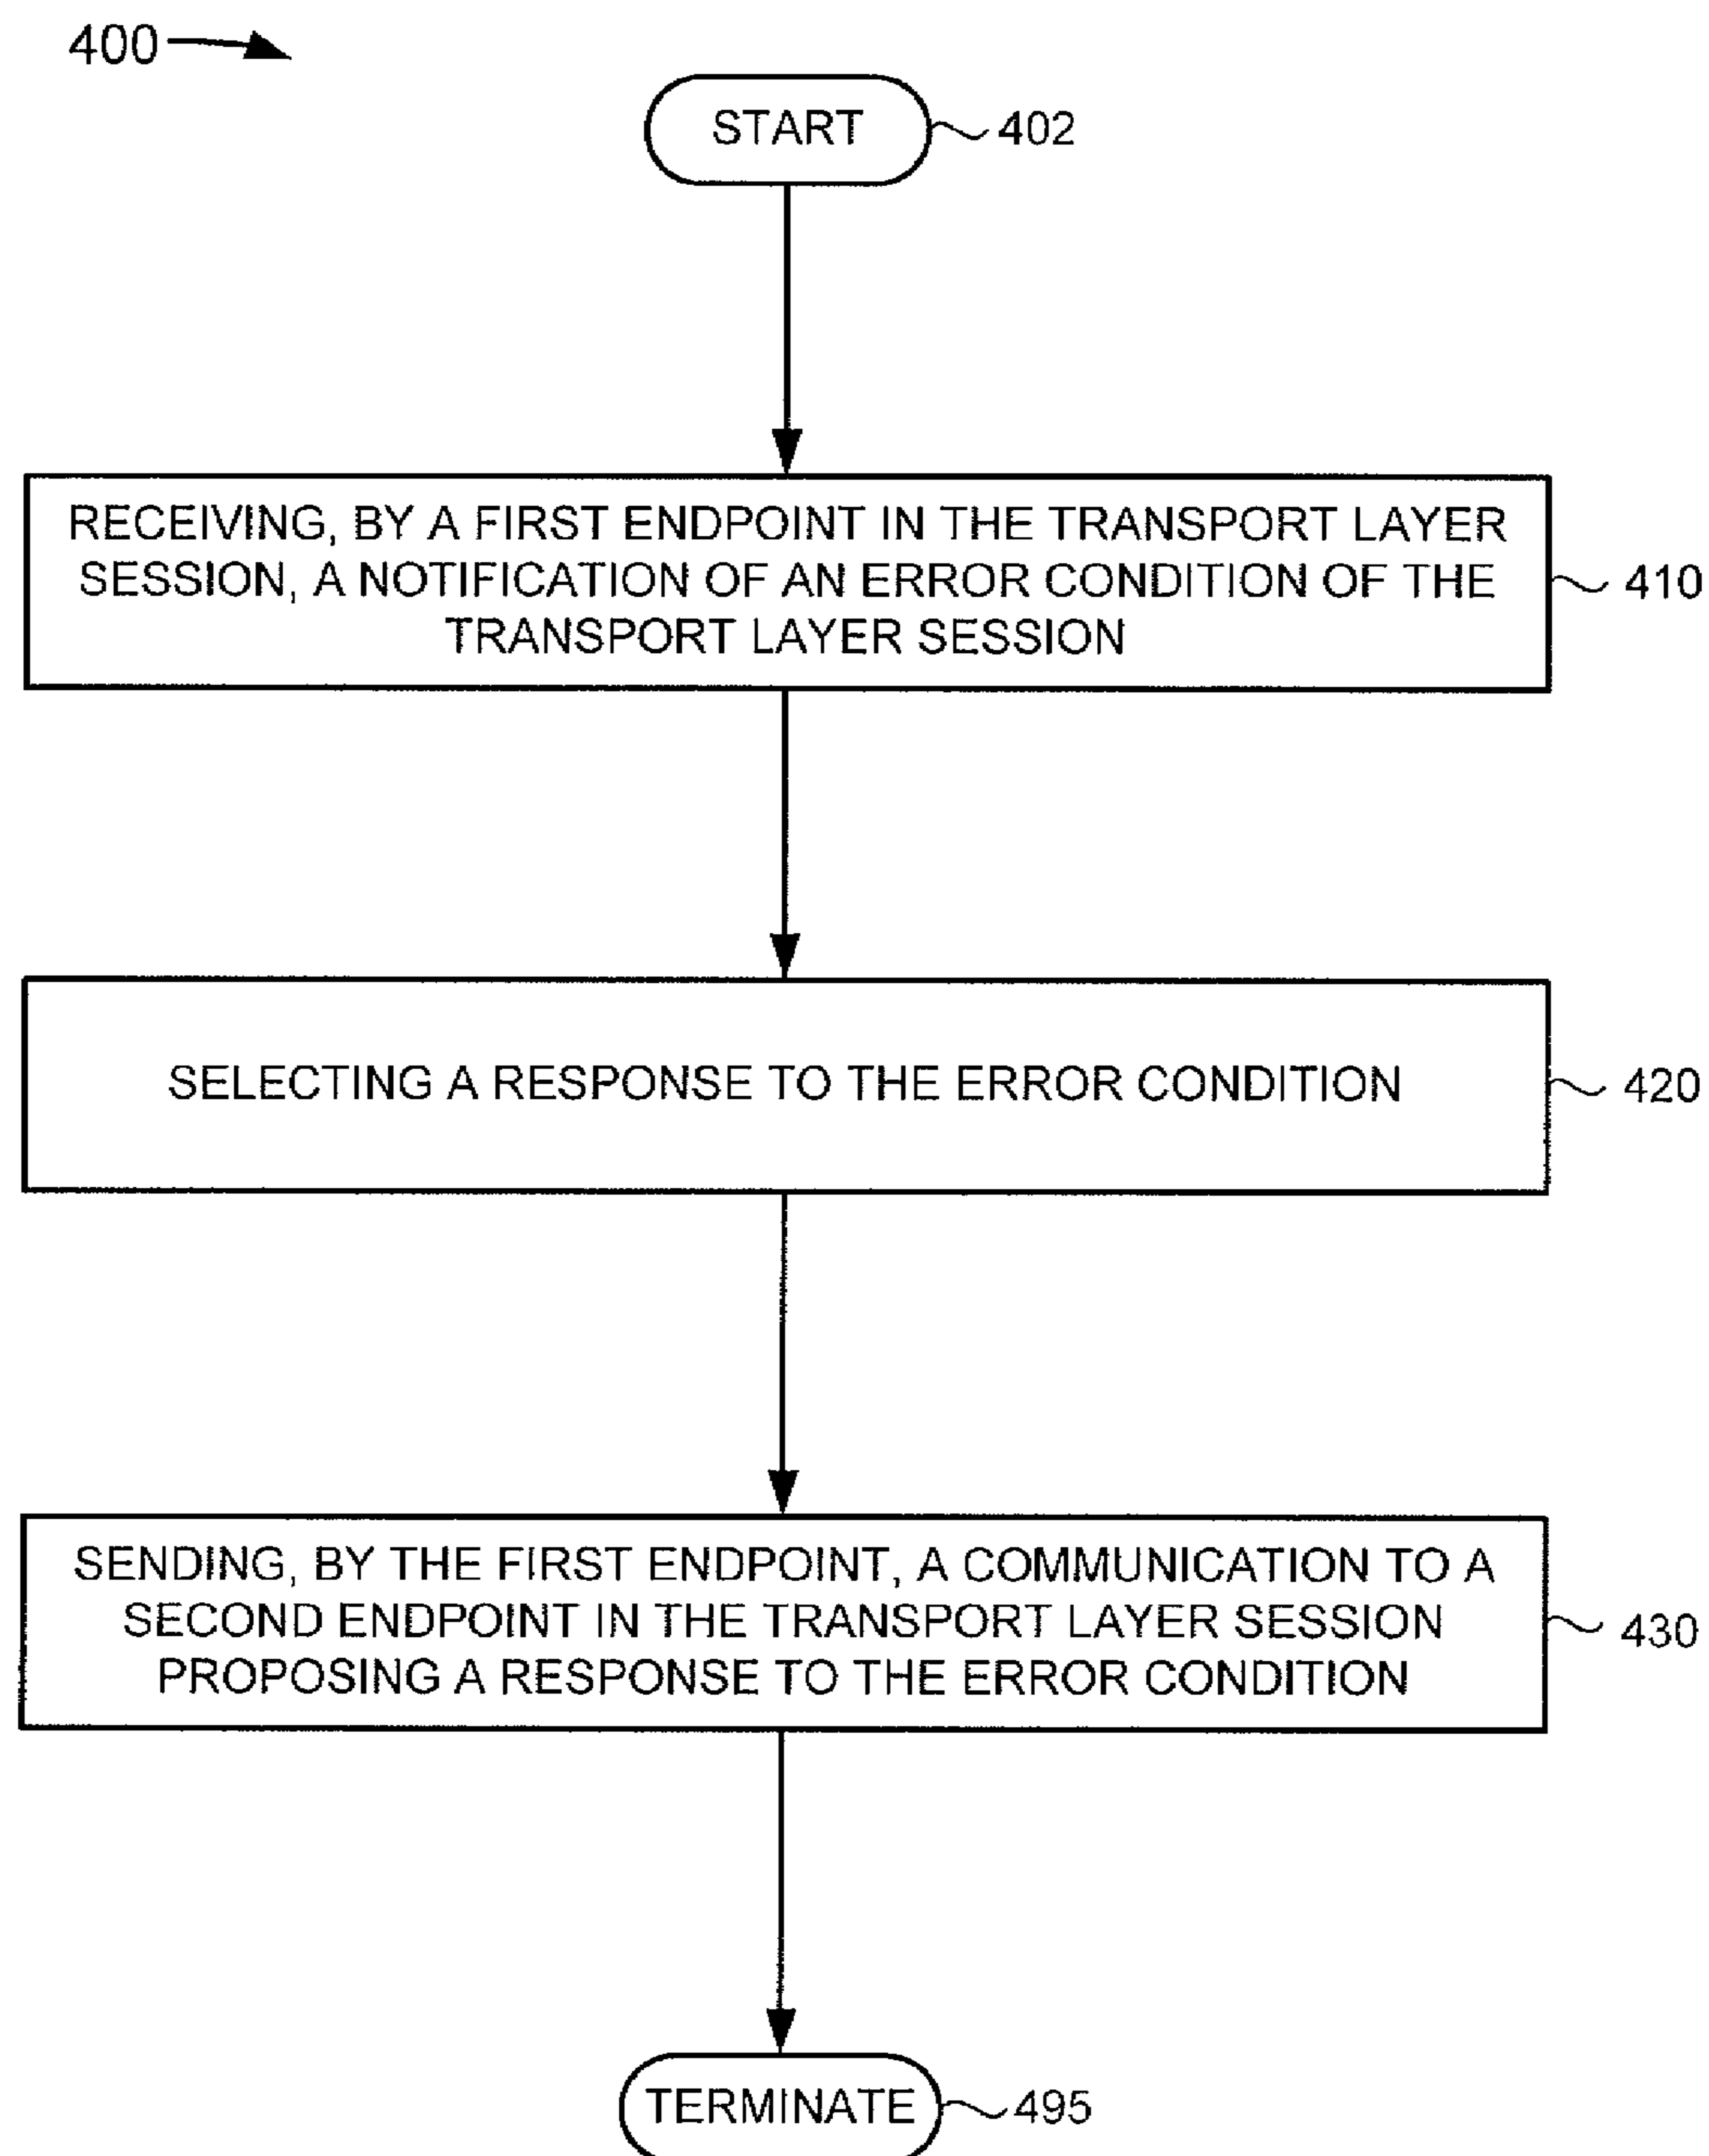 400
START
402
RECEIVING, BY A FIRST ENDPOINT IN THE TRANSPORT LAYER
SESSION, A NOTIFICATION OF AN ERROR CONDITION OF THE
TRANSPORT LAYER SESSION
410
SELECTING A RESPONSE TO THE ERROR CONDITION
420
SENDING, BY THE FIRST ENDPOINT, A COMMUNICATION TO A
SECOND ENDPOINT IN THE TRANSPORT LAYER SESSION
PROPOSING A RESPONSE TO THE ERROR CONDITION
430
TERMINATE
495